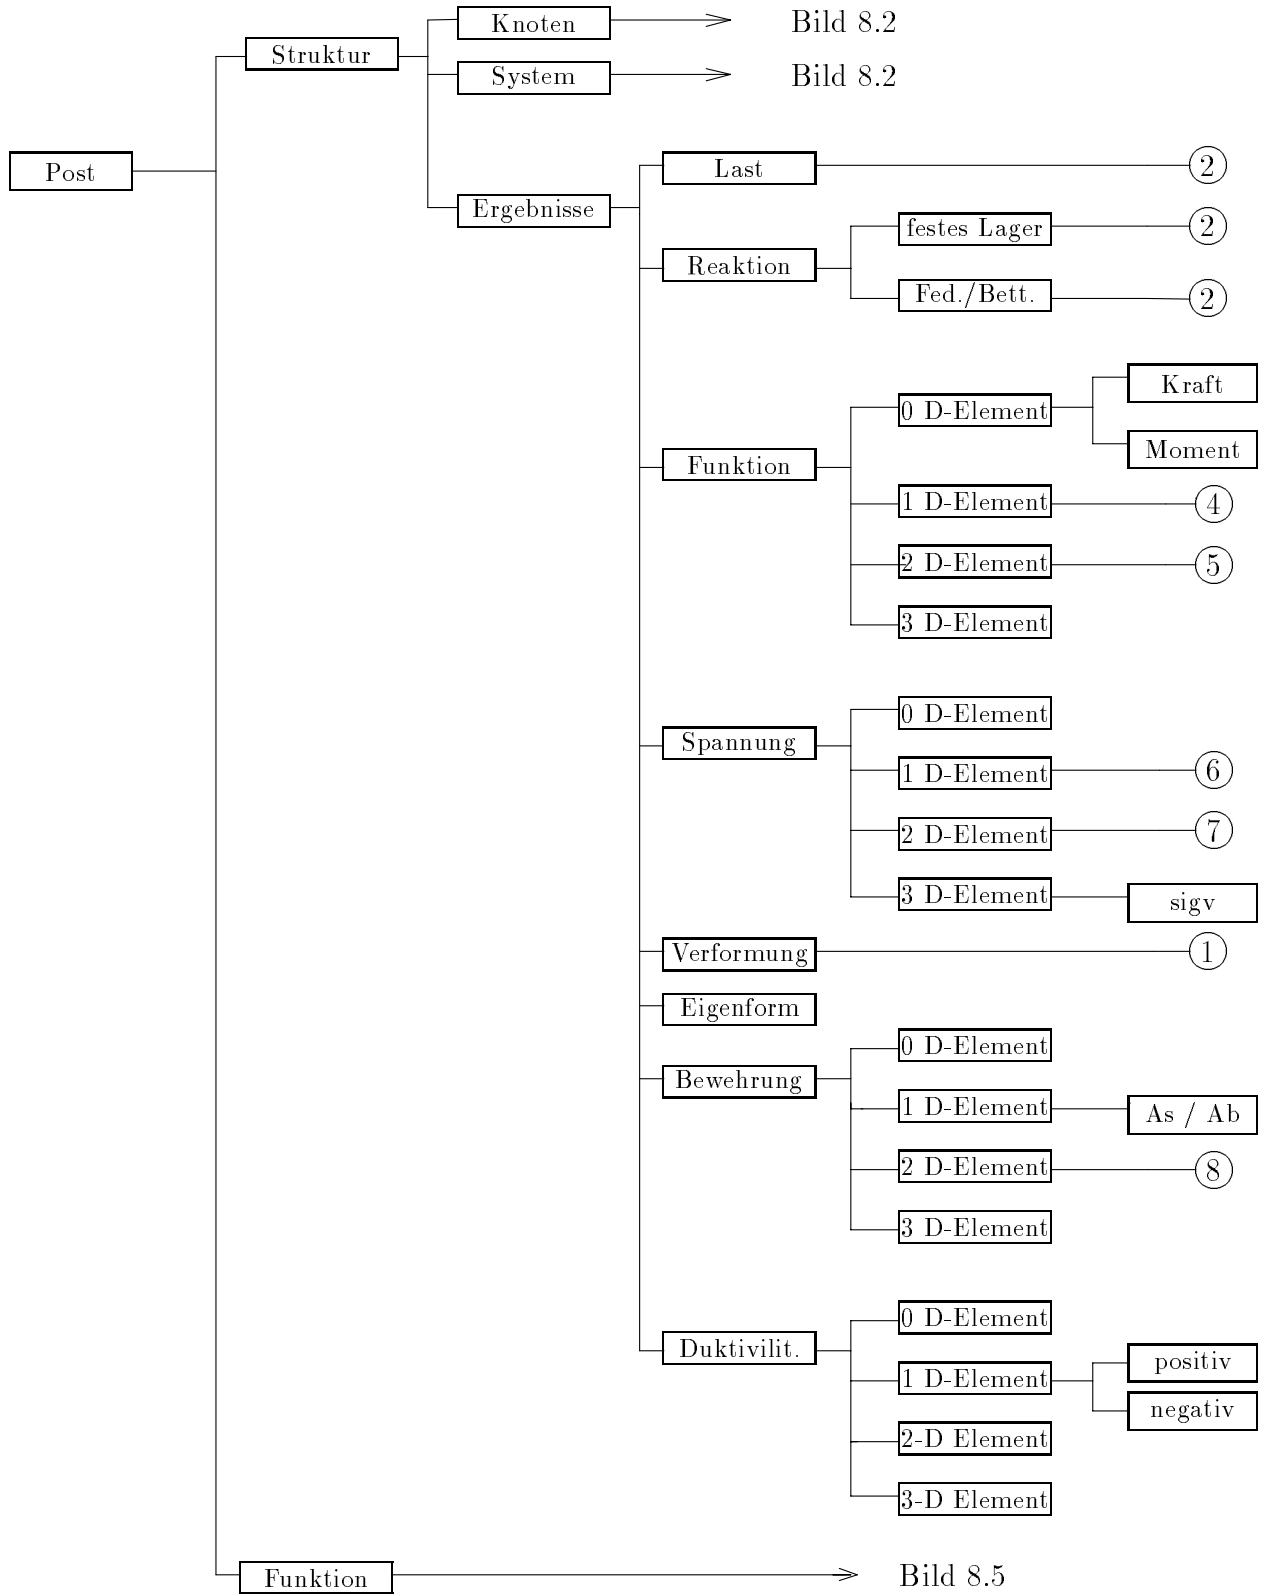 Knoten
Bild 8.2
Struktur
System
Bild 8.2
Post
Last
2
Ergebnisse
festes Lager
2
Reaktion
Fed./Bett.
2
Kraft
0 D-Element
Moment
Funktion
1 D-Element
4
2 D-Element
5
3 D-Element
0 D-Element
Spannung
1 D-Element
6
2 D-Element
7
3 D-Element
sigv
Verformung
1
Eigenform
0 D-Element
Bewehrung
1 D-Element
As / Ab
2 D-Element
8
3 D-Element
0 D-Element
Duktivilit.
positiv
1 D-Element
negativ
2-D Element
3-D Element
Funktion
Bild 8.5